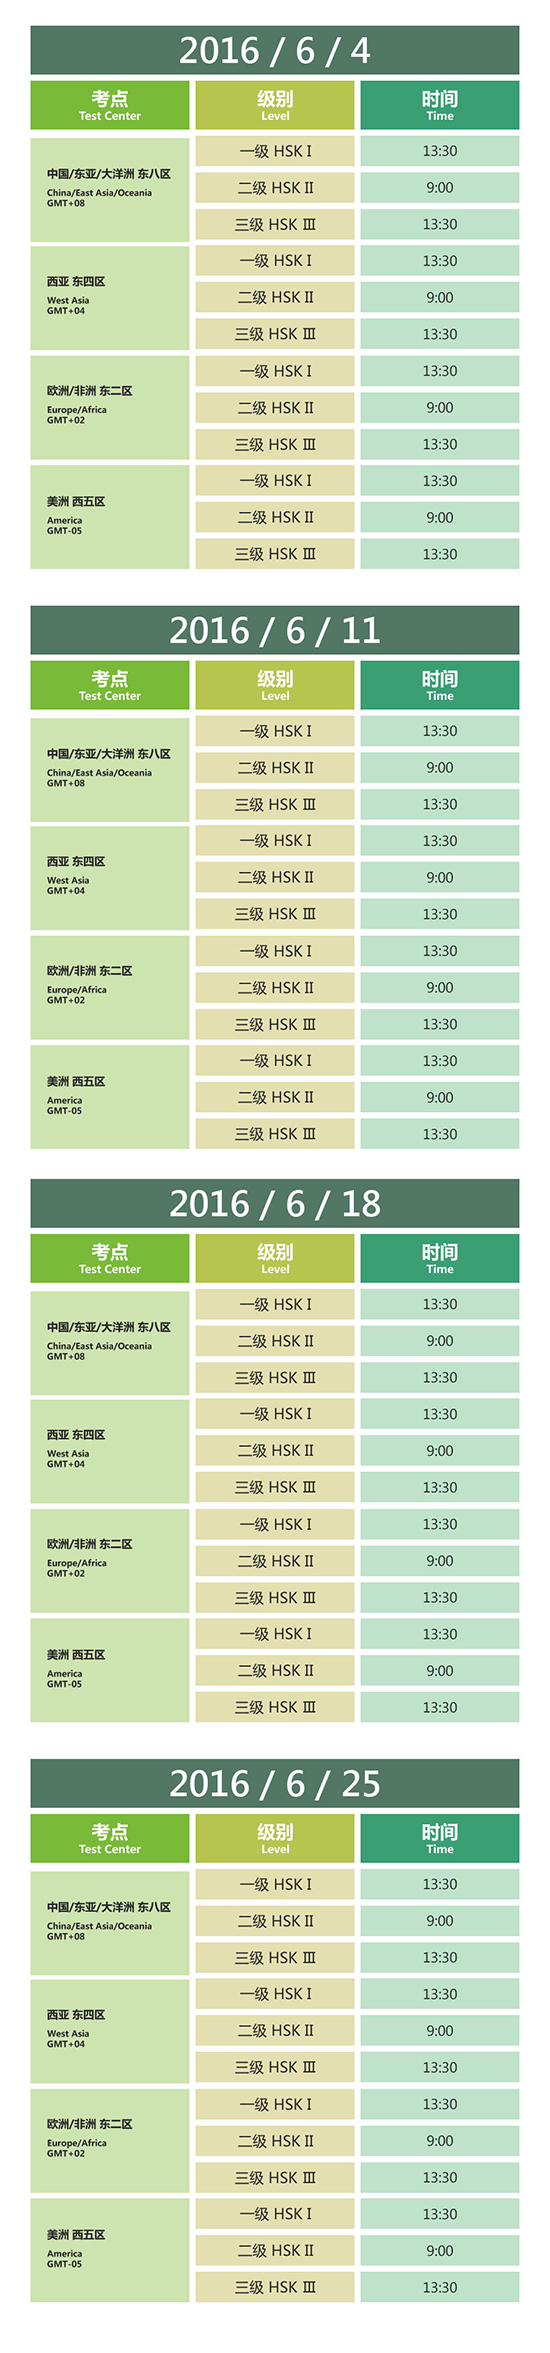 2016 / 6 / 4
考点 级别 时间
Test Center Level Time
一级 HSK Ⅰ 13:30
中国/东亚/大洋洲 东八区
China/East Asia/Oceania
GMT+08
二级 HSK Ⅱ 9:00
三级 HSK Ⅲ 13:30
一级 HSK Ⅰ 13:30
西亚 东四区
West Asia
GMT+04
二级 HSK Ⅱ 9:00
三级 HSK Ⅲ 13:30
一级 HSK Ⅰ 13:30
欧洲/非洲 东二区
Europe/Africa
GMT+02
二级 HSK Ⅱ 9:00
三级 HSK Ⅲ 13:30
一级 HSK Ⅰ 13:30
美洲 西五区
America
GMT-05
二级 HSK Ⅱ 9:00
三级 HSK Ⅲ 13:30
2016 / 6 / 11
考点 级别 时间
Test Center Level Time
一级 HSK Ⅰ 13:30
中国/东亚/大洋洲 东八区
China/East Asia/Oceania
GMT+08
二级 HSK Ⅱ 9:00
三级 HSK Ⅲ 13:30
一级 HSK Ⅰ 13:30
西亚 东四区
West Asia
GMT+04
二级 HSK Ⅱ 9:00
三级 HSK Ⅲ 13:30
一级 HSK Ⅰ 13:30
欧洲/非洲 东二区
Europe/Africa
GMT+02
二级 HSK Ⅱ 9:00
三级 HSK Ⅲ 13:30
一级 HSK Ⅰ 13:30
美洲 西五区
America
GMT-05
二级 HSK Ⅱ 9:00
三级 HSK Ⅲ 13:30
2016 / 6 / 18
考点 级别 时间
Test Center Level Time
一级 HSK Ⅰ 13:30
中国/东亚/大洋洲 东八区
China/East Asia/Oceania
GMT+08
二级 HSK Ⅱ 9:00
三级 HSK Ⅲ 13:30
一级 HSK Ⅰ 13:30
西亚 东四区
West Asia
GMT+04
二级 HSK Ⅱ 9:00
三级 HSK Ⅲ 13:30
一级 HSK Ⅰ 13:30
欧洲/非洲 东二区
Europe/Africa
GMT+02
二级 HSK Ⅱ 9:00
三级 HSK Ⅲ 13:30
一级 HSK Ⅰ 13:30
美洲 西五区
America
GMT-05
二级 HSK Ⅱ 9:00
三级 HSK Ⅲ 13:30
2016 / 6 / 25
考点 级别 时间
Test Center Level Time
一级 HSK Ⅰ 13:30
中国/东亚/大洋洲 东八区
China/East Asia/Oceania
GMT+08
二级 HSK Ⅱ 9:00
三级 HSK Ⅲ 13:30
一级 HSK Ⅰ 13:30
西亚 东四区
West Asia
GMT+04
二级 HSK Ⅱ 9:00
三级 HSK Ⅲ 13:30
一级 HSK Ⅰ 13:30
欧洲/非洲 东二区
Europe/Africa
GMT+02
二级 HSK Ⅱ 9:00
三级 HSK Ⅲ 13:30
一级 HSK Ⅰ 13:30
美洲 西五区
America
GMT-05
二级 HSK Ⅱ 9:00
三级 HSK Ⅲ 13:30